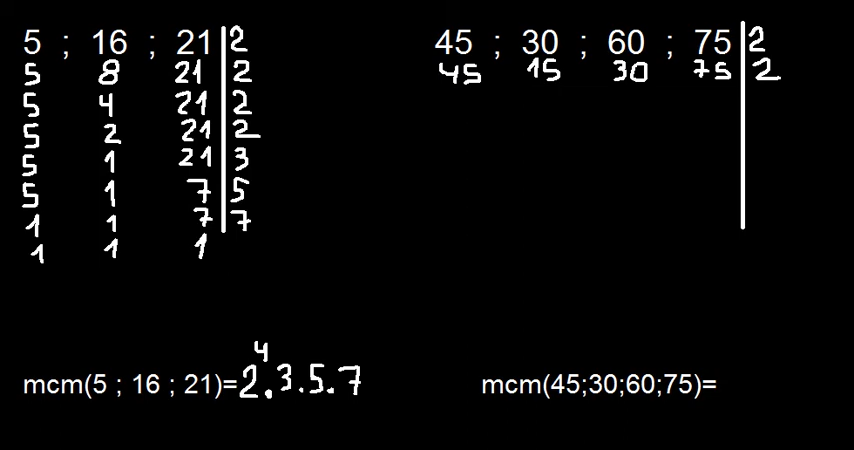 5 ; 16 ; 21 2
5 8 21 2
5 4 21 2
5 2 21 2
5 1 21 3
5 1 7 5
1 1 7 7
1 1 1
mcm(5 ; 16 ; 21)=2⁴.3.5.7
45 ; 30 ; 60 ; 75 2
45 15 30 75 2
mcm(45;30;60;75)=